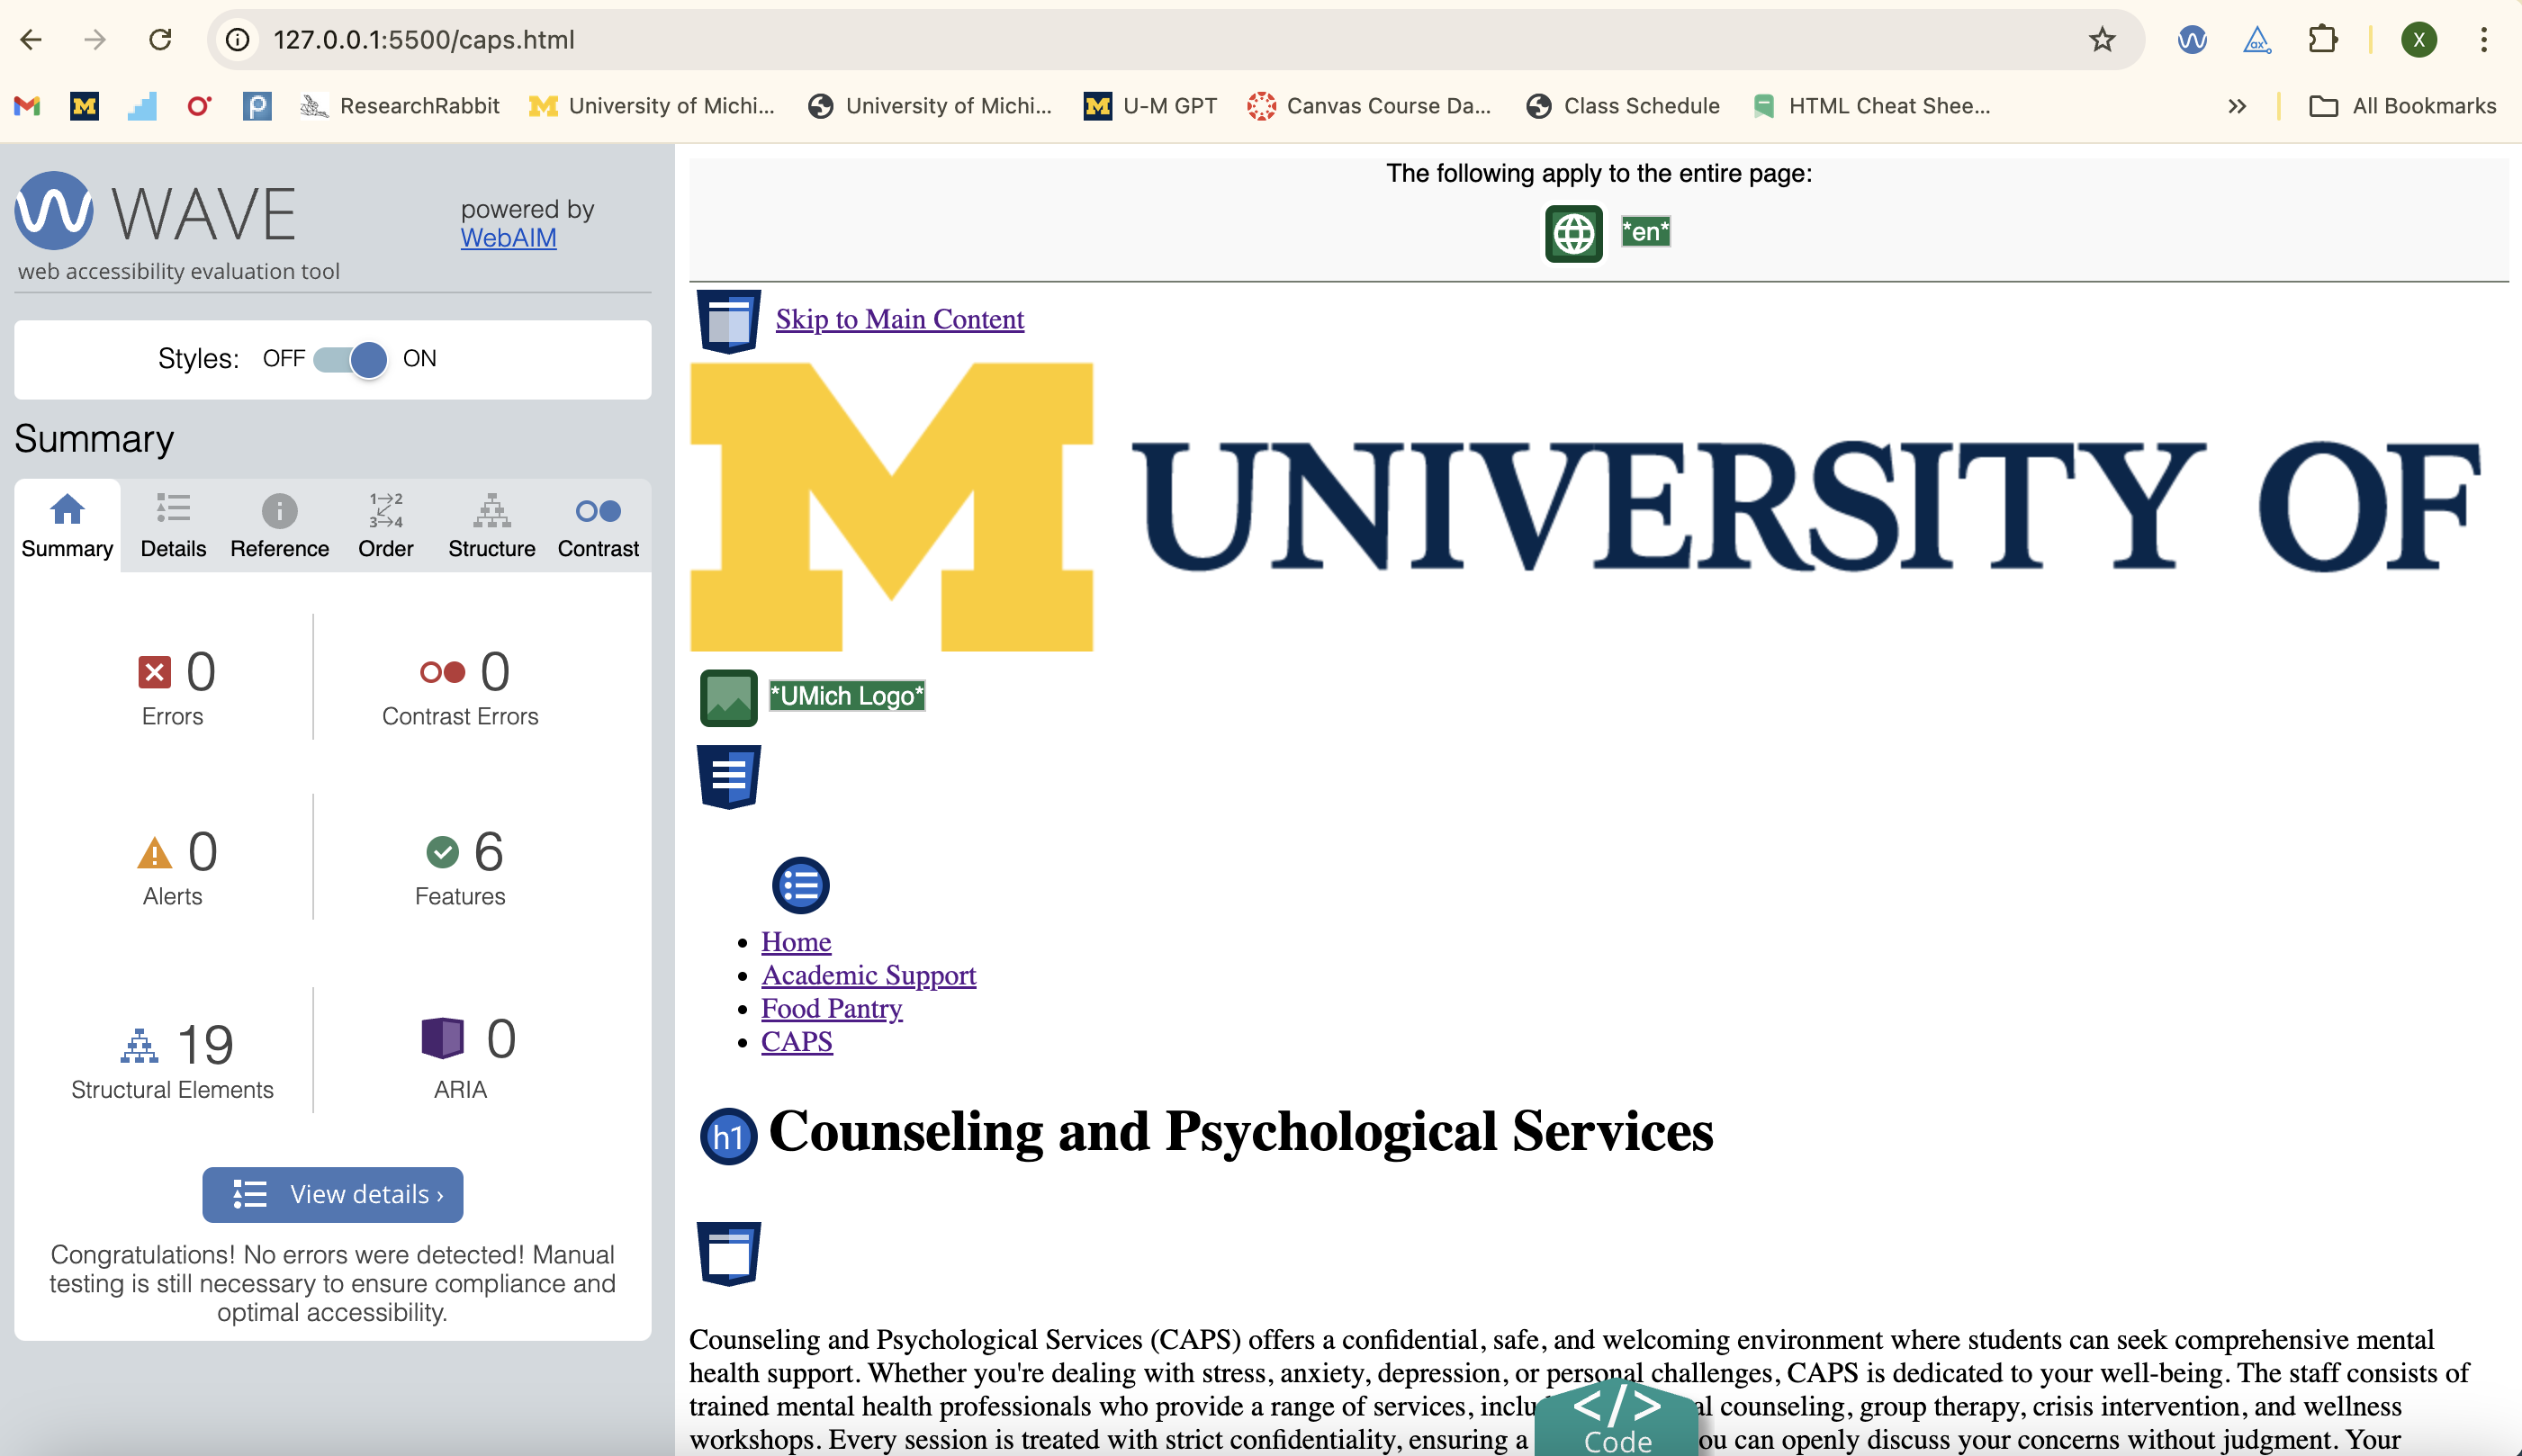 127.0.0.1:5500/caps.html
X
ResearchRabbit
University of Michi...
University of Michi...
U-M GPT
Canvas Course Da...
Class Schedule
HTML Cheat Shee...
All Bookmarks
WAVE
powered by
WebAIM
web accessibility evaluation tool
Styles: OFF ON
Summary
Summary
Details
Reference
Order
Structure
Contrast
0
Errors
0
Contrast Errors
0
Alerts
6
Features
19
Structural Elements
0
ARIA
View details ›
Congratulations! No errors were detected! Manual
testing is still necessary to ensure compliance and
optimal accessibility.
The following apply to the entire page:
*en*
Skip to Main Content
M UNIVERSITY OF
*UMich Logo*
Home
Academic Support
Food Pantry
CAPS
h1 Counseling and Psychological Services
Counseling and Psychological Services (CAPS) offers a confidential, safe, and welcoming environment where students can seek comprehensive mental
health support. Whether you're dealing with stress, anxiety, depression, or personal challenges, CAPS is dedicated to your well-being. The staff consists of
trained mental health professionals who provide a range of services, inclu al counseling, group therapy, crisis intervention, and wellness
workshops. Every session is treated with strict confidentiality, ensuring a ou can openly discuss your concerns without judgment. Your
</> Code